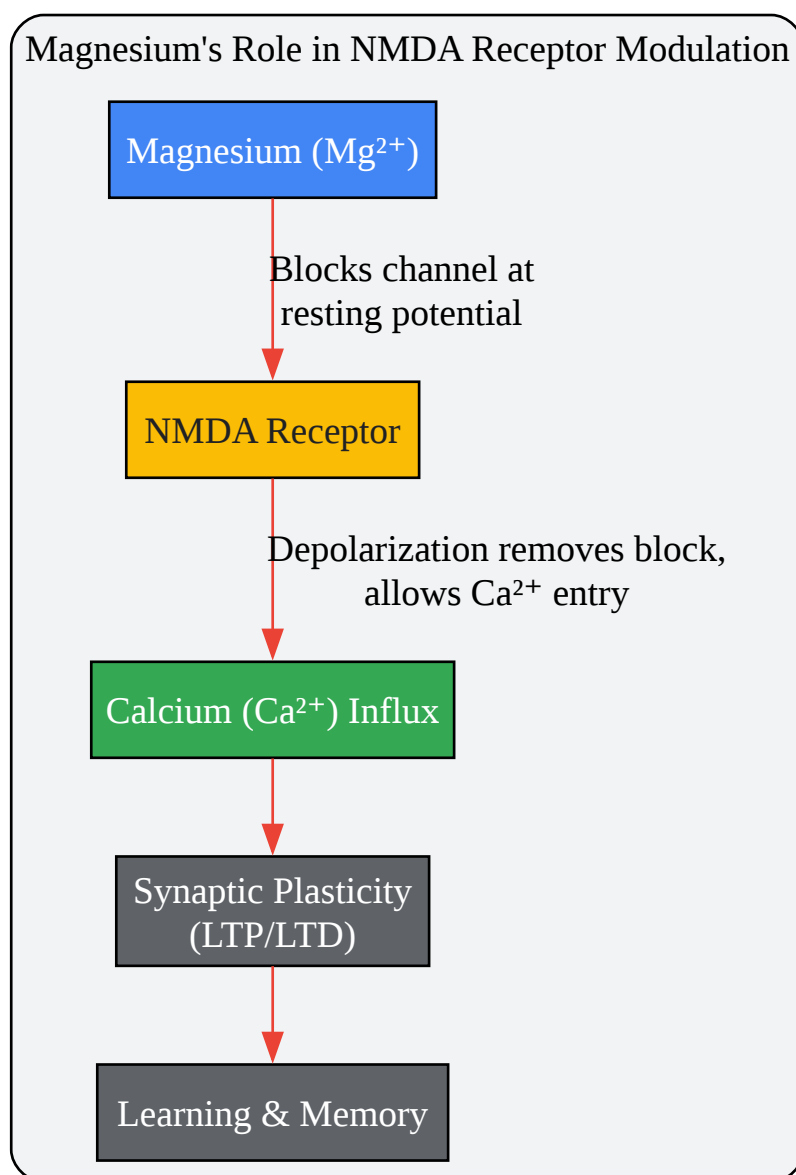 Magnesium's Role in NMDA Receptor Modulation
Magnesium (Mg²⁺)
Blocks channel at
resting potential
NMDA Receptor
Depolarization removes block,
allows Ca²⁺ entry
Calcium (Ca²⁺) Influx
Synaptic Plasticity
(LTP/LTD)
Learning & Memory